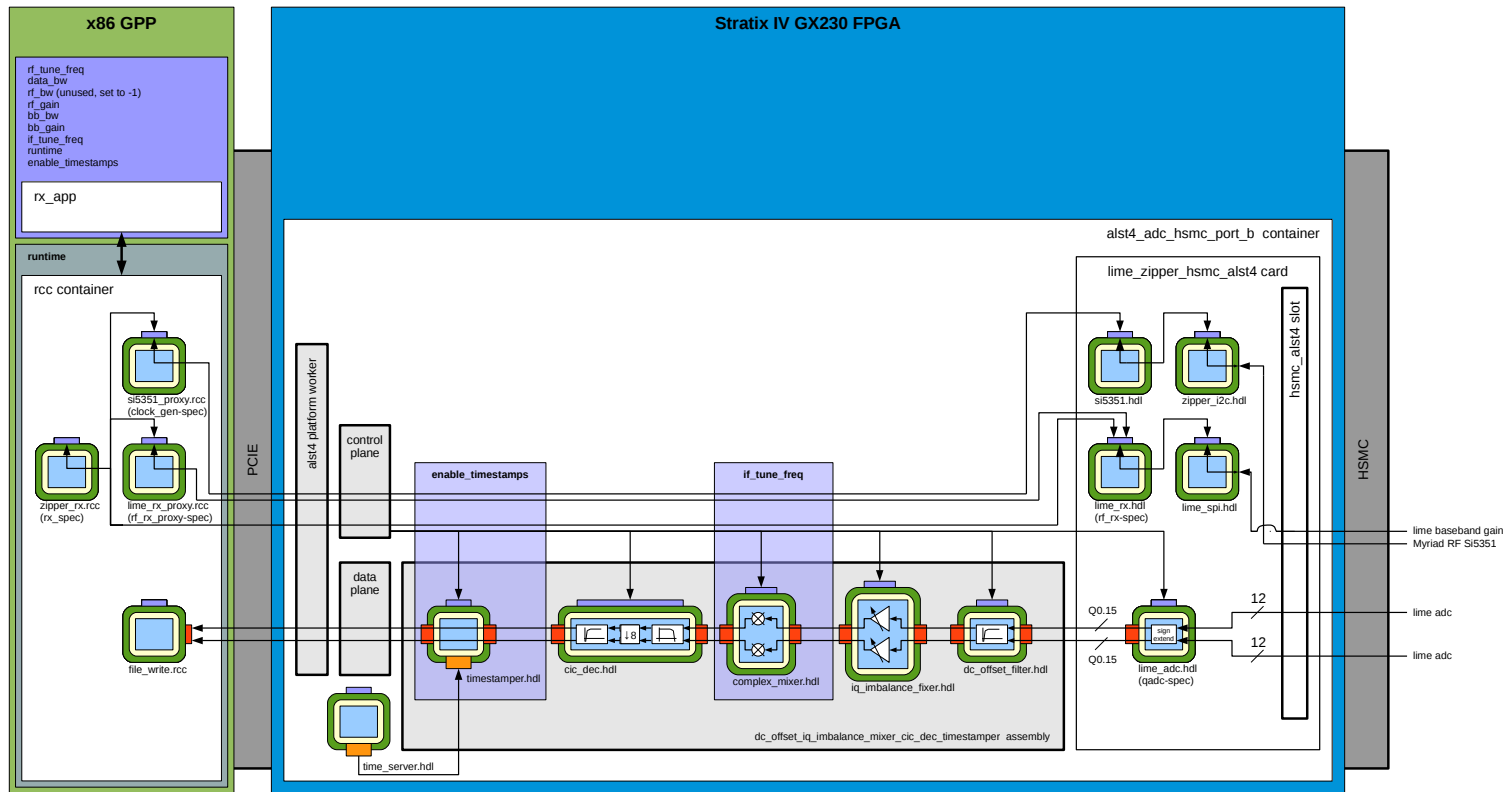 x86 GPP
rf_tune_freq
data_bw
rf_bw (unused, set to -1)
rf_gain
bb_bw
bb_gain
if_tune_freq
runtime
enable_timestamps
rx_app
runtime
rcc container
si5351_proxy.rcc
(clock_gen-spec)
zipper_rx.rcc
(rx_spec)
lime_rx_proxy.rcc
(rf_rx_proxy-spec)
file_write.rcc
PCIE
Stratix IV GX230 FPGA
alst4_adc_hsmc_port_b container
alst4 platform worker
control
plane
data
plane
time_server.hdl
enable_timestamps
timestamper.hdl
↓8
cic_dec.hdl
if_tune_freq
complex_mixer.hdl
iq_imbalance_fixer.hdl
dc_offset_filter.hdl
dc_offset_iq_imbalance_mixer_cic_dec_timestamper assembly
lime_zipper_hsmc_alst4 card
si5351.hdl
zipper_i2c.hdl
lime_rx.hdl
(rf_rx-spec)
lime_spi.hdl
hsmc_alst4 slot
Q0.15
Q0.15
sign
extend
lime_adc.hdl
(qadc-spec)
12
12
HSMC
lime baseband gain
Myriad RF Si5351
lime adc
lime adc